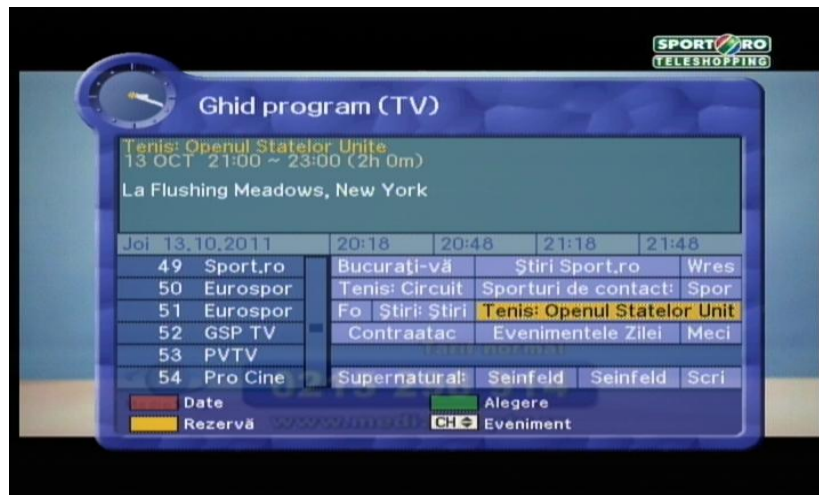 SPORT RO
TELESHOPPING
Ghid program (TV)
Tenis: Openul Statelor Unite
13 OCT 21:00 ~ 23:00 (2h 0m)
La Flushing Meadows, New York
Joi 13.10.2011 20:18 20:48 21:18 21:48
49 Sport.ro Bucuraţi-vă Ştiri Sport.ro Wres
50 Eurospor Tenis: Circuit Sporturi de contact: Spor
51 Eurospor Fo Ştiri: Ştiri Tenis: Openul Statelor Unit
52 GSP TV Contraatac Evenimentele Zilei Meci
53 PVTV
54 Pro Cine Supernatural: Seinfeld Seinfeld Scri
Date Alegere
Rezervă CH Eveniment